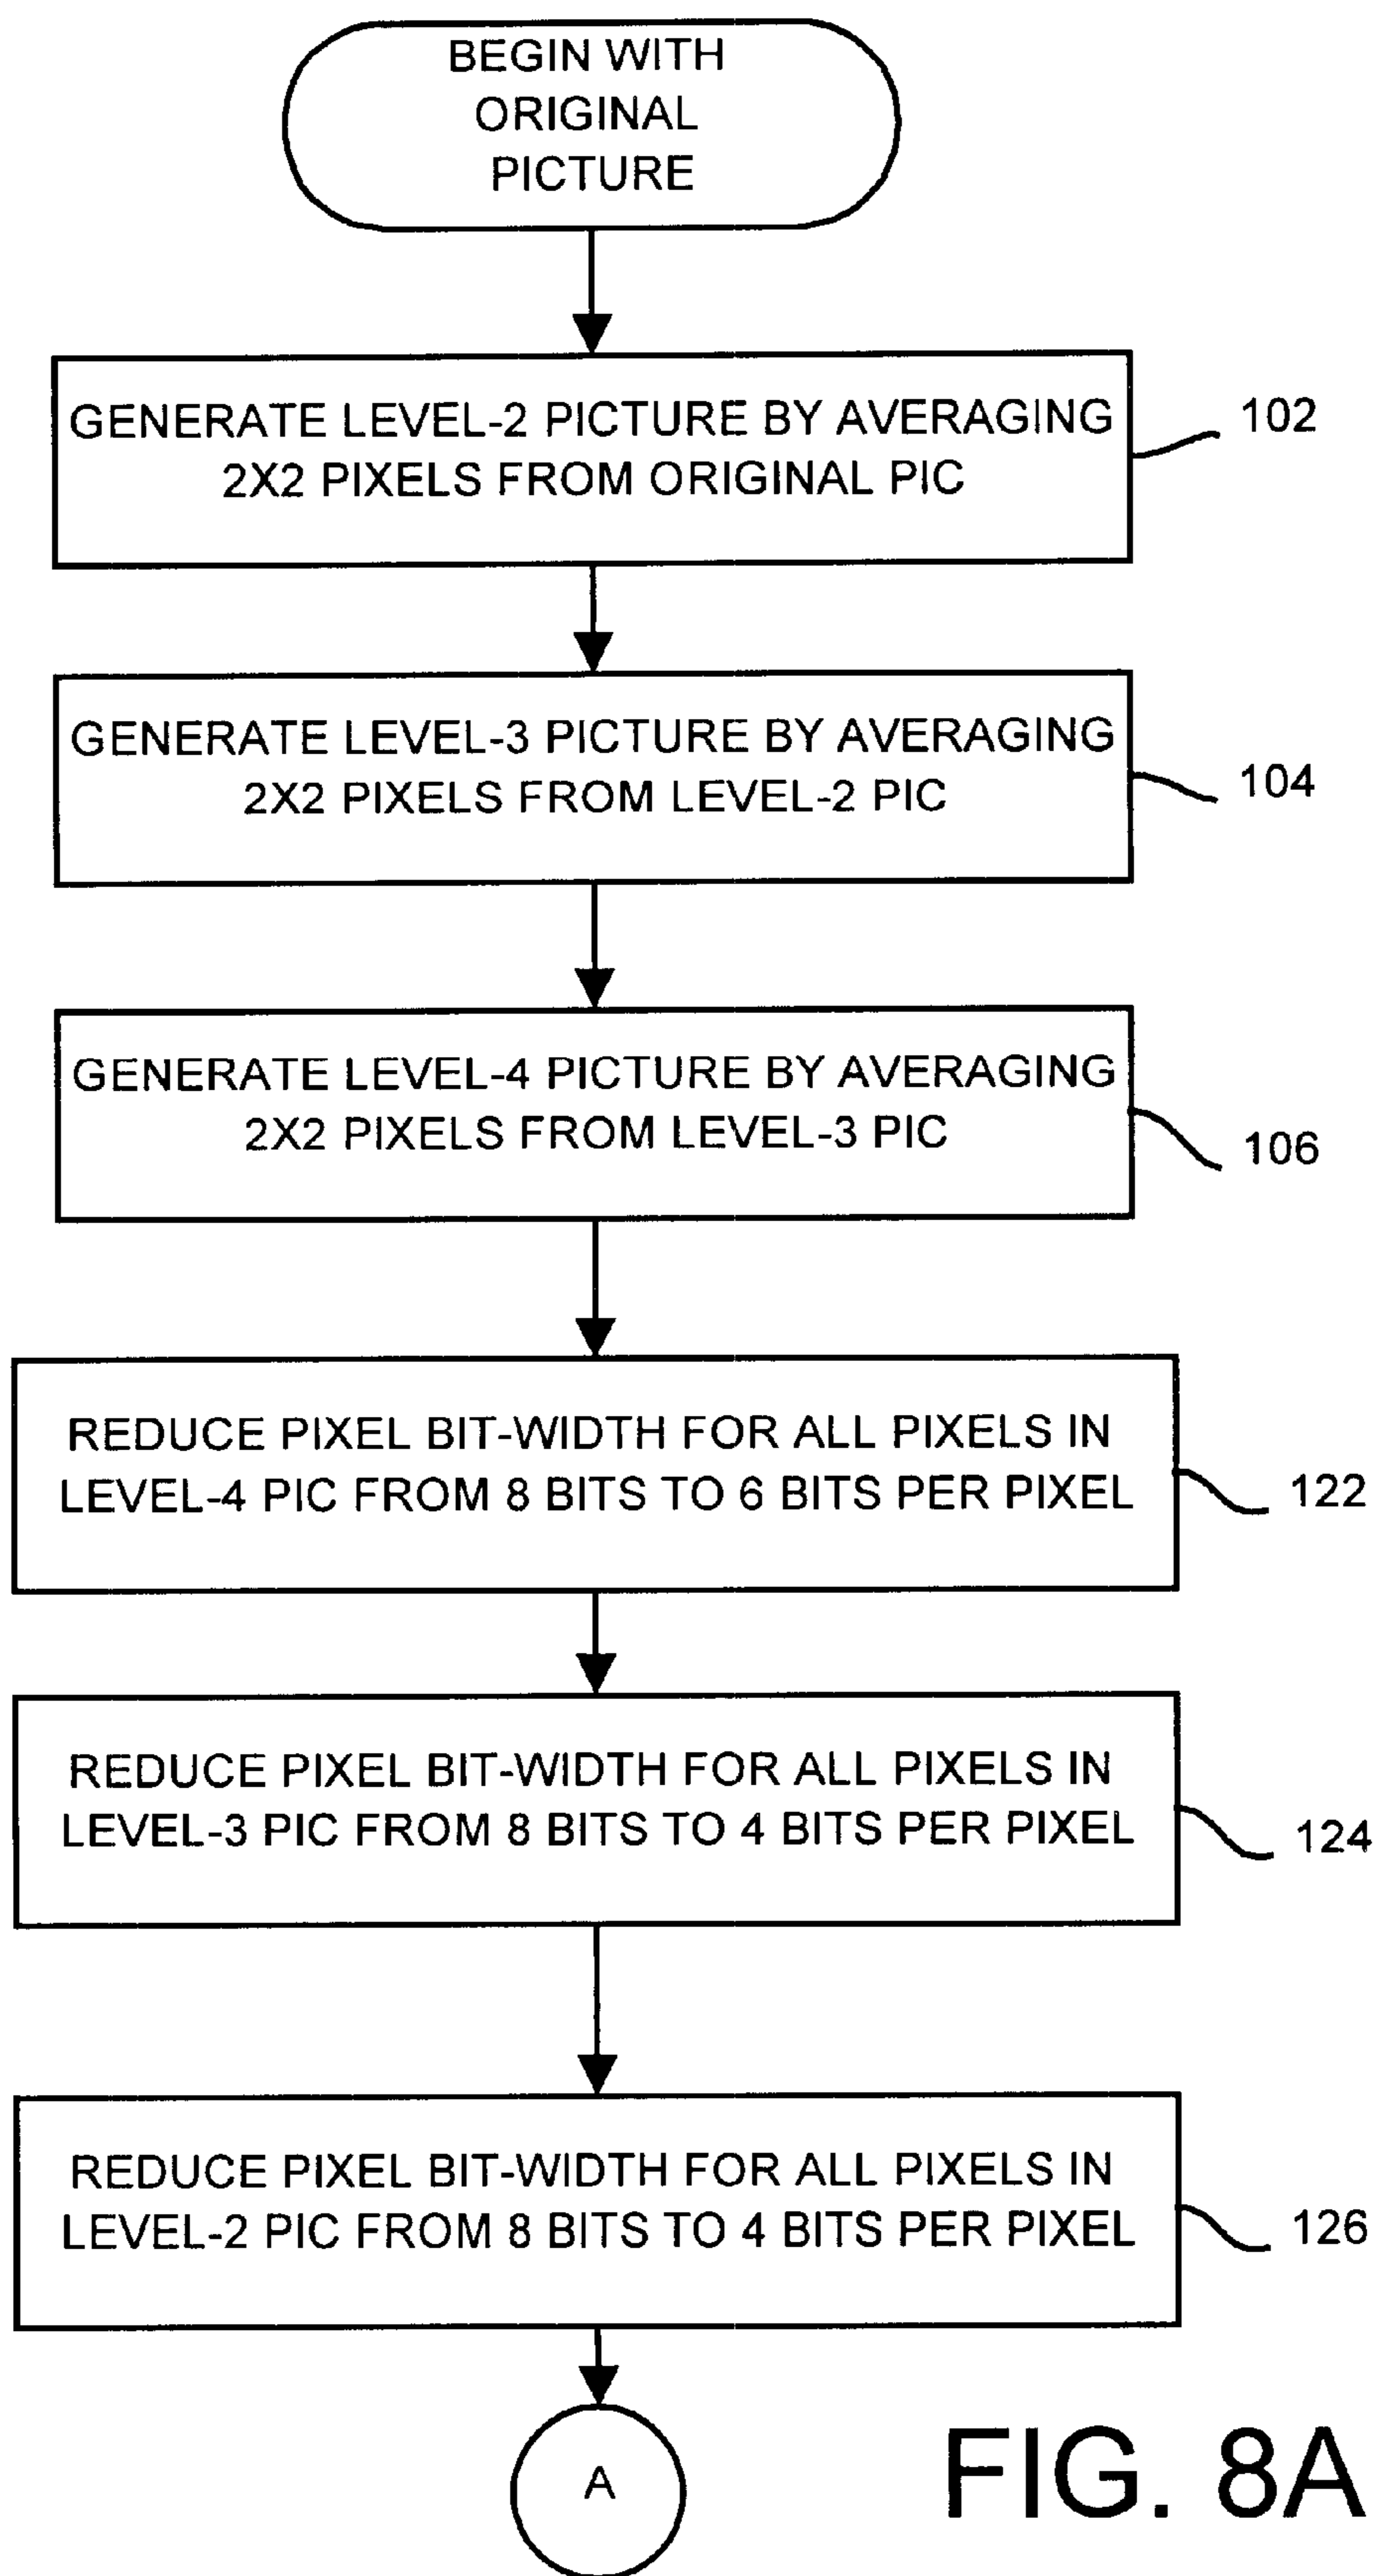 BEGIN WITH
ORIGINAL
PICTURE
GENERATE LEVEL-2 PICTURE BY AVERAGING
2X2 PIXELS FROM ORIGINAL PIC
102
GENERATE LEVEL-3 PICTURE BY AVERAGING
2X2 PIXELS FROM LEVEL-2 PIC
104
GENERATE LEVEL-4 PICTURE BY AVERAGING
2X2 PIXELS FROM LEVEL-3 PIC
106
REDUCE PIXEL BIT-WIDTH FOR ALL PIXELS IN
LEVEL-4 PIC FROM 8 BITS TO 6 BITS PER PIXEL
122
REDUCE PIXEL BIT-WIDTH FOR ALL PIXELS IN
LEVEL-3 PIC FROM 8 BITS TO 4 BITS PER PIXEL
124
REDUCE PIXEL BIT-WIDTH FOR ALL PIXELS IN
LEVEL-2 PIC FROM 8 BITS TO 4 BITS PER PIXEL
126
A
FIG. 8A